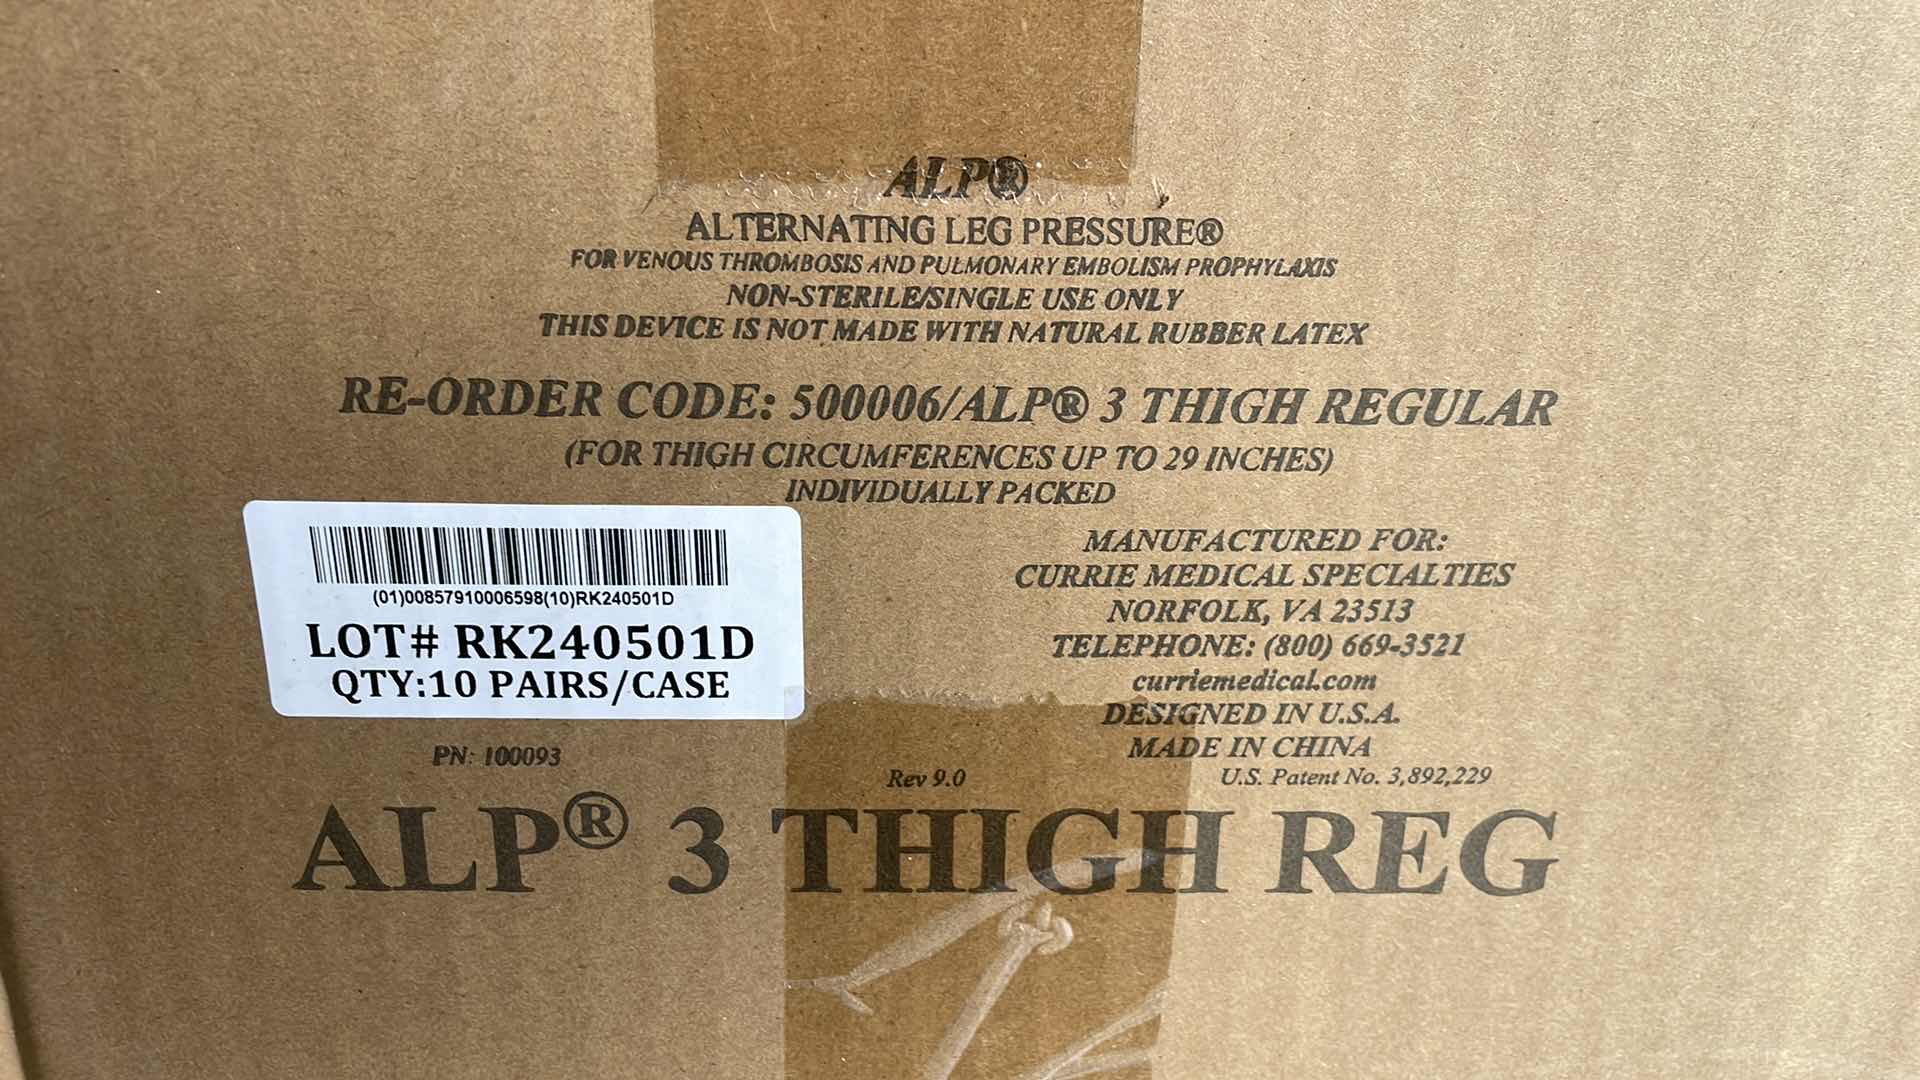 ALP®
ALTERNATING LEG PRESSURE®
FOR VENOUS THROMBOSIS AND PULMONARY EMBOLISM PROPHYLAXIS
NON-STERILE/SINGLE USE ONLY
THIS DEVICE IS NOT MADE WITH NATURAL RUBBER LATEX
RE-ORDER CODE: 500006/ALP® 3 THIGH REGULAR
(FOR THIGH CIRCUMFERENCES UP TO 29 INCHES)
INDIVIDUALLY PACKED
(01)00857910006598(10)RK240501D
LOT# RK240501D
QTY:10 PAIRS/CASE
MANUFACTURED FOR:
CURRIE MEDICAL SPECIALTIES
NORFOLK, VA 23513
TELEPHONE: (800) 669-3521
curriemedical.com
DESIGNED IN U.S.A.
MADE IN CHINA
PN: 100093
Rev 9.0
U.S. Patent No. 3,892,229
ALP® 3 THIGH REG